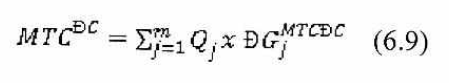 MTC^ĐC = ∑_{j=1}^{m} Q_j x ĐG_j^{MTCĐC} (6.9)